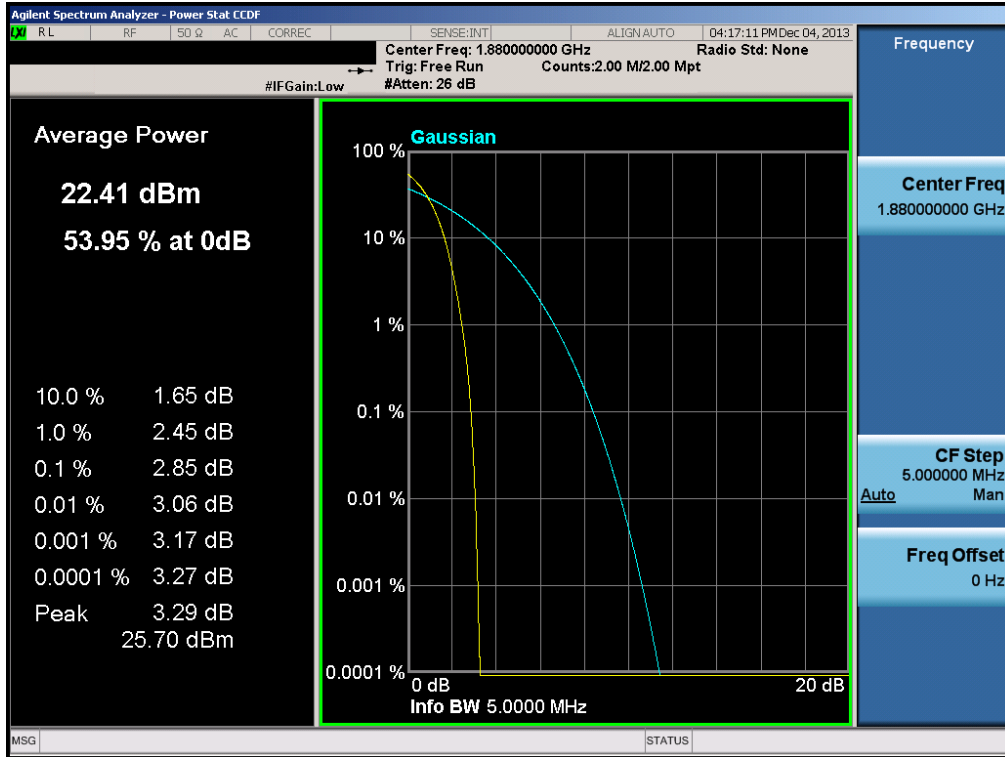 Agilent Spectrum Analyzer - Power Stat CCDF
LXI RL RF 50 Ω AC CORREC SENSE:INT ALIGN AUTO 04:17:11 PM Dec 04, 2013
Center Freq: 1.880000000 GHz Radio Std: None
Trig: Free Run Counts:2.00 M/2.00 Mpt
#IFGain:Low #Atten: 26 dB
Frequency
Average Power
22.41 dBm
53.95 % at 0dB
10.0 % 1.65 dB
1.0 % 2.45 dB
0.1 % 2.85 dB
0.01 % 3.06 dB
0.001 % 3.17 dB
0.0001 % 3.27 dB
Peak 3.29 dB
25.70 dBm
Gaussian
100 %
10 %
1 %
0.1 %
0.01 %
0.001 %
0.0001 %
0 dB 20 dB
Info BW 5.0000 MHz
Center Freq
1.880000000 GHz
CF Step
5.000000 MHz
Auto Man
Freq Offset
0 Hz
MSG STATUS